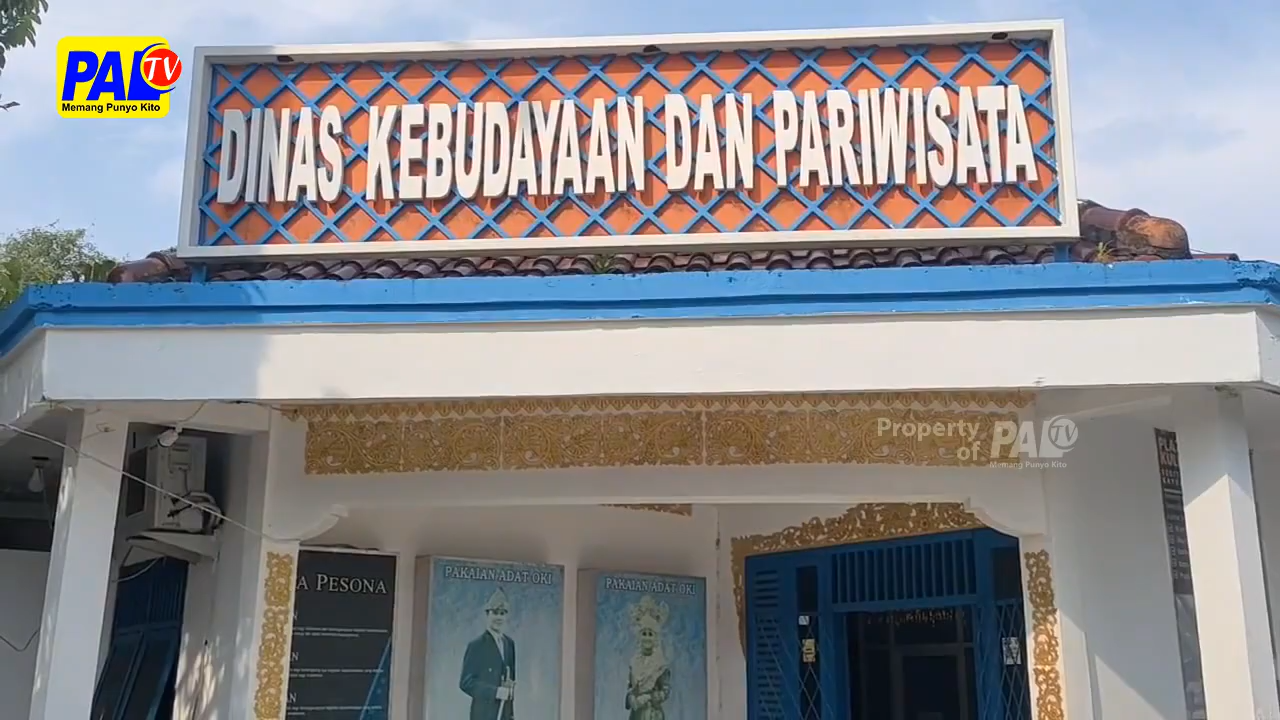 PAL TV
Memang Punyo Kito
DINAS KEBUDAYAAN DAN PARIWISATA
Property of PAL TV
Memang Punyo Kito
A PESONA
PAKAIAN ADAT OKI
PAKAIAN ADAT OKI